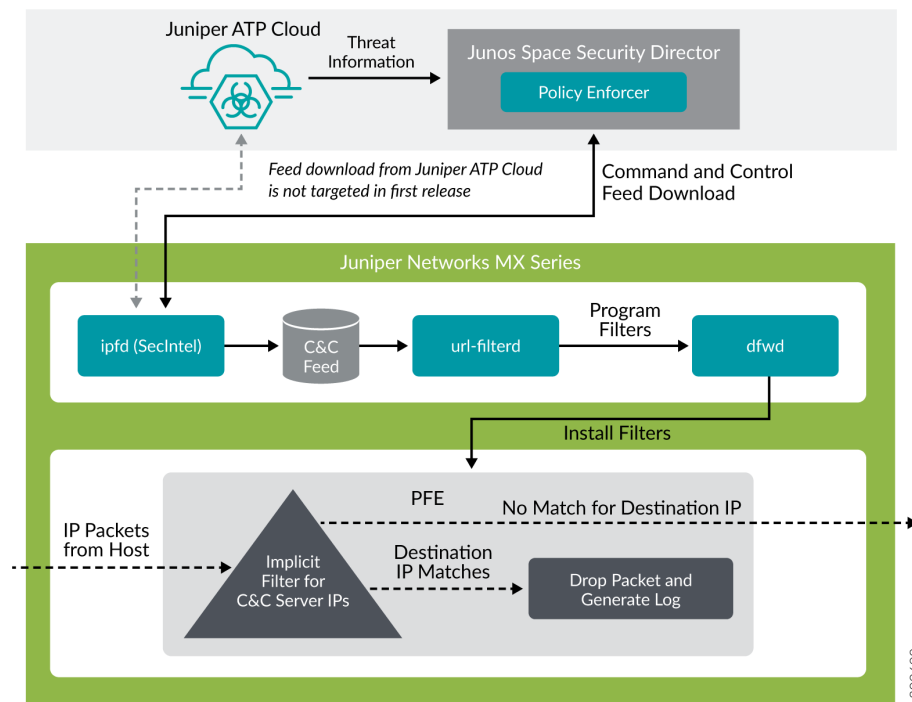 Juniper ATP Cloud
Threat
Information
Junos Space Security Director
Policy Enforcer
Feed download from Juniper ATP Cloud
is not targeted in first release
Command and Control
Feed Download
Juniper Networks MX Series
ipfd (SecIntel)
C&C
Feed
url-filterd
Program
Filters
dfwd
Install Filters
PFE
No Match for Destination IP
IP Packets
from Host
Implicit
Filter for
C&C Server IPs
Destination
IP Matches
Drop Packet and
Generate Log